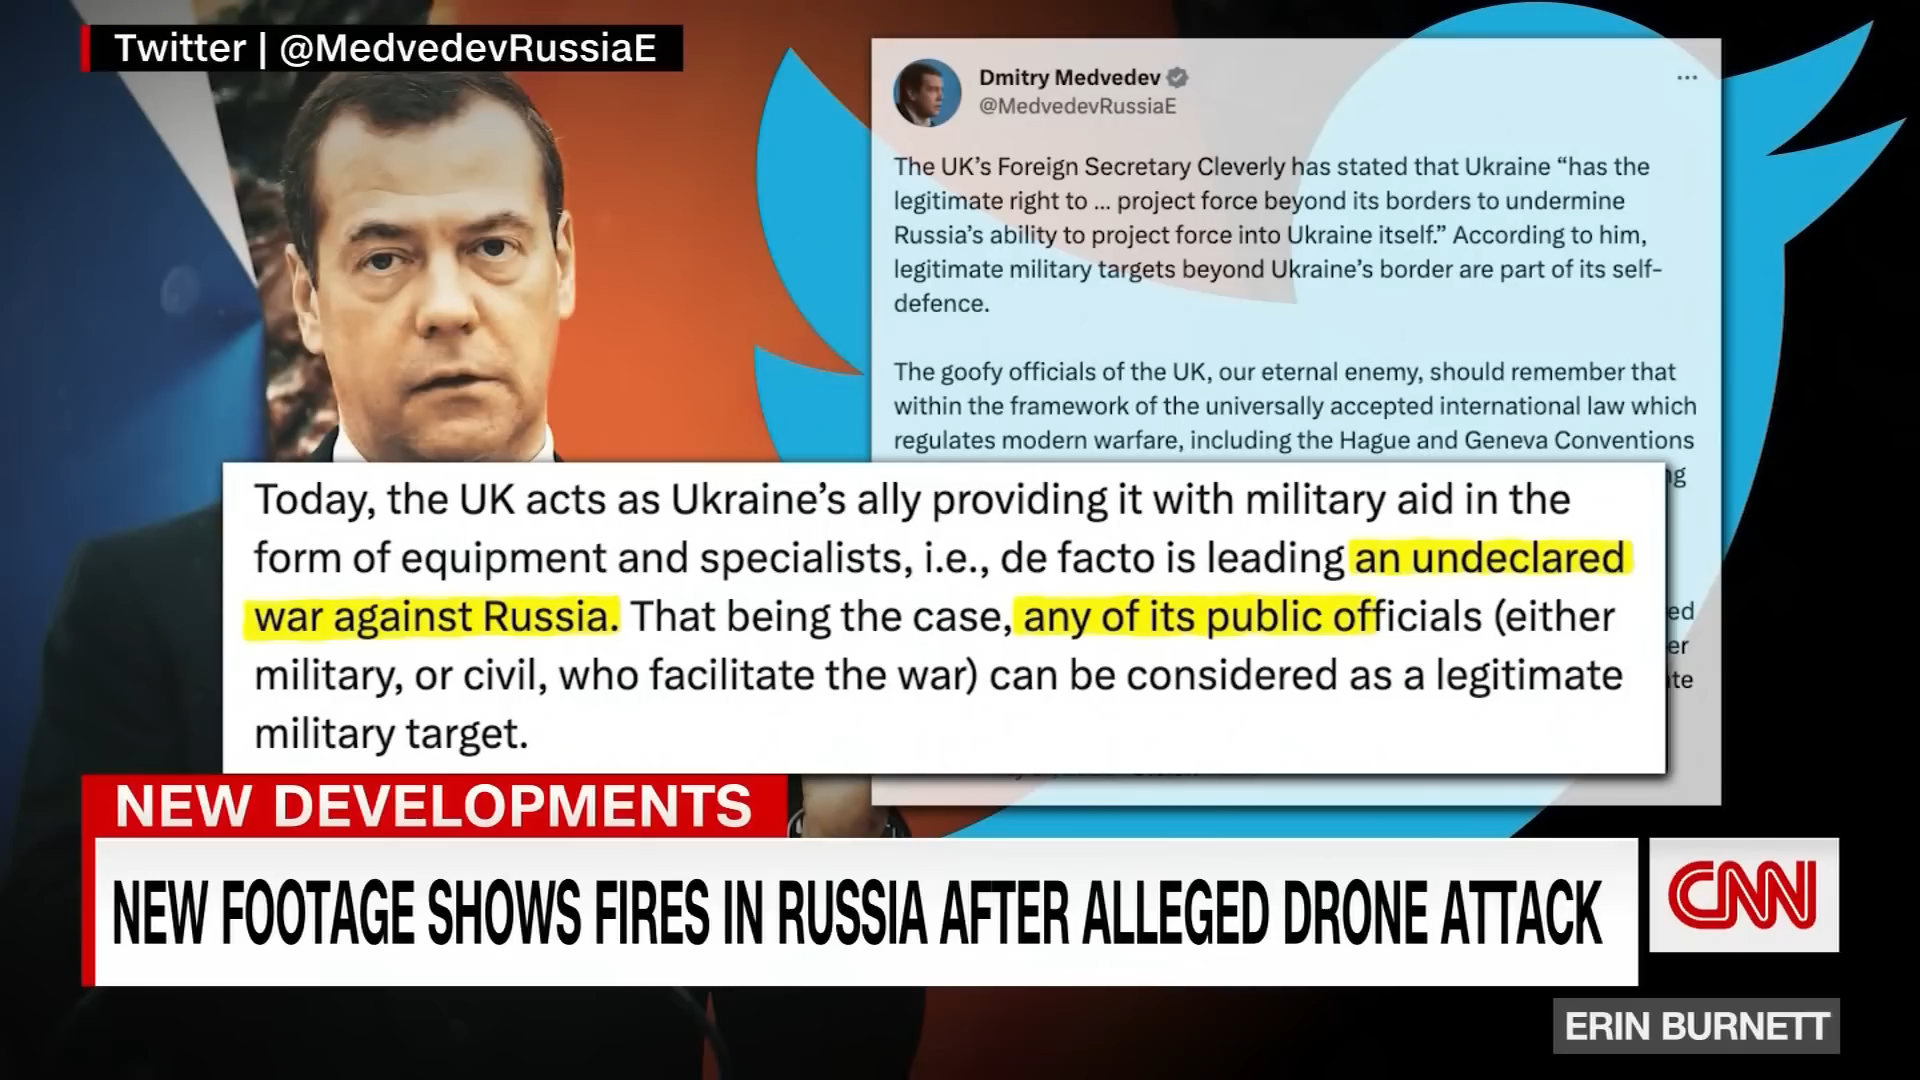 Twitter | @MedvedevRussiaE
Dmitry Medvedev
@MedvedevRussiaE
The UK’s Foreign Secretary Cleverly has stated that Ukraine “has the
legitimate right to ... project force beyond its borders to undermine
Russia’s ability to project force into Ukraine itself.” According to him,
legitimate military targets beyond Ukraine’s border are part of its self-
defence.
The goofy officials of the UK, our eternal enemy, should remember that
within the framework of the universally accepted international law which
regulates modern warfare, including the Hague and Geneva Conventions
Today, the UK acts as Ukraine’s ally providing it with military aid in the
form of equipment and specialists, i.e., de facto is leading an undeclared
war against Russia. That being the case, any of its public officials (either
military, or civil, who facilitate the war) can be considered as a legitimate
military target.
NEW DEVELOPMENTS
NEW FOOTAGE SHOWS FIRES IN RUSSIA AFTER ALLEGED DRONE ATTACK
CNN
ERIN BURNETT